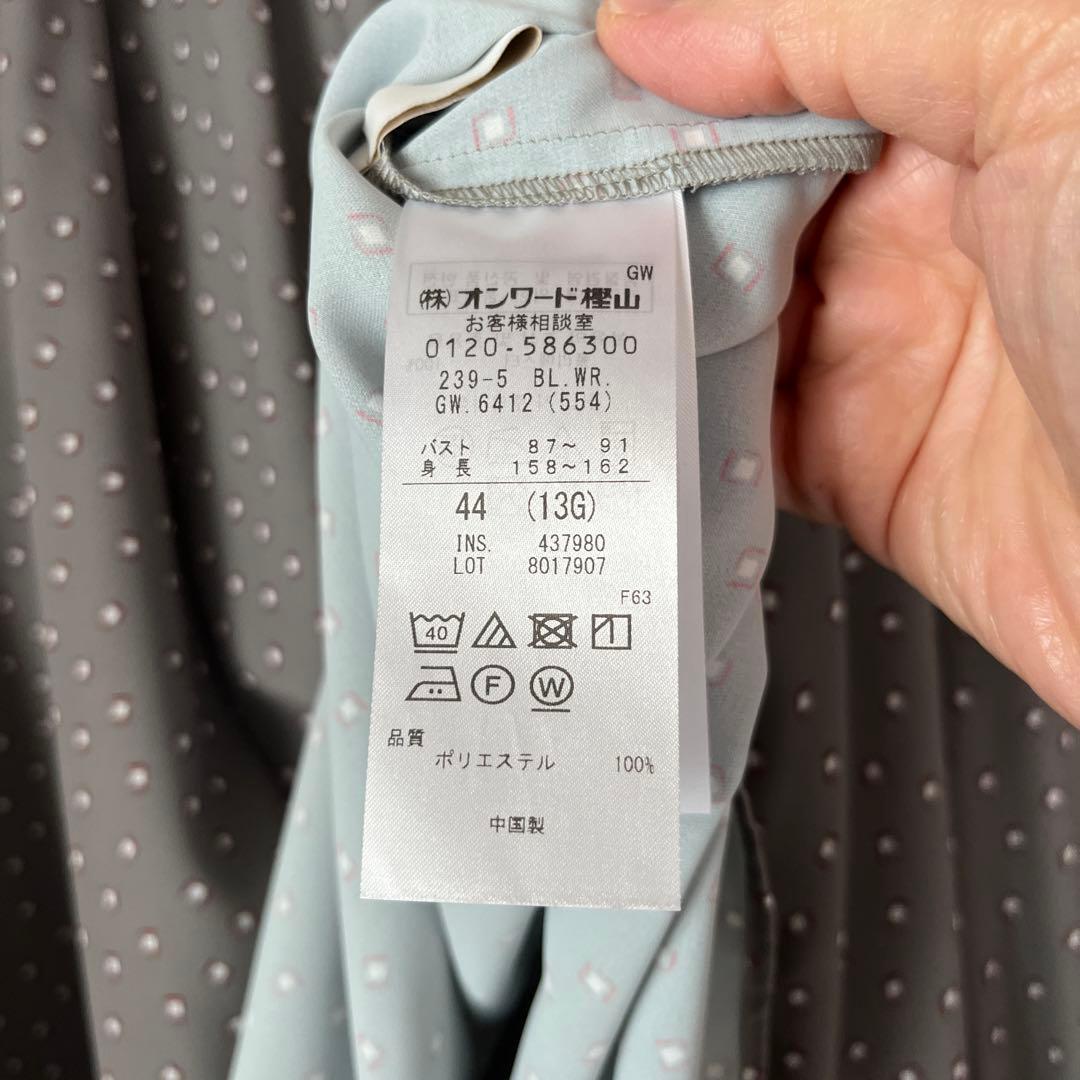 GW
(株)オンワード樫山
お客様相談室
0120-586300
239-5 BL.WR.
GW.6412(554)
バスト 87〜 91
身 長 158〜162
44 (13G)
INS. 437980
LOT 8017907
F63
40
F W
品質
ポリエステル 100%
中国製